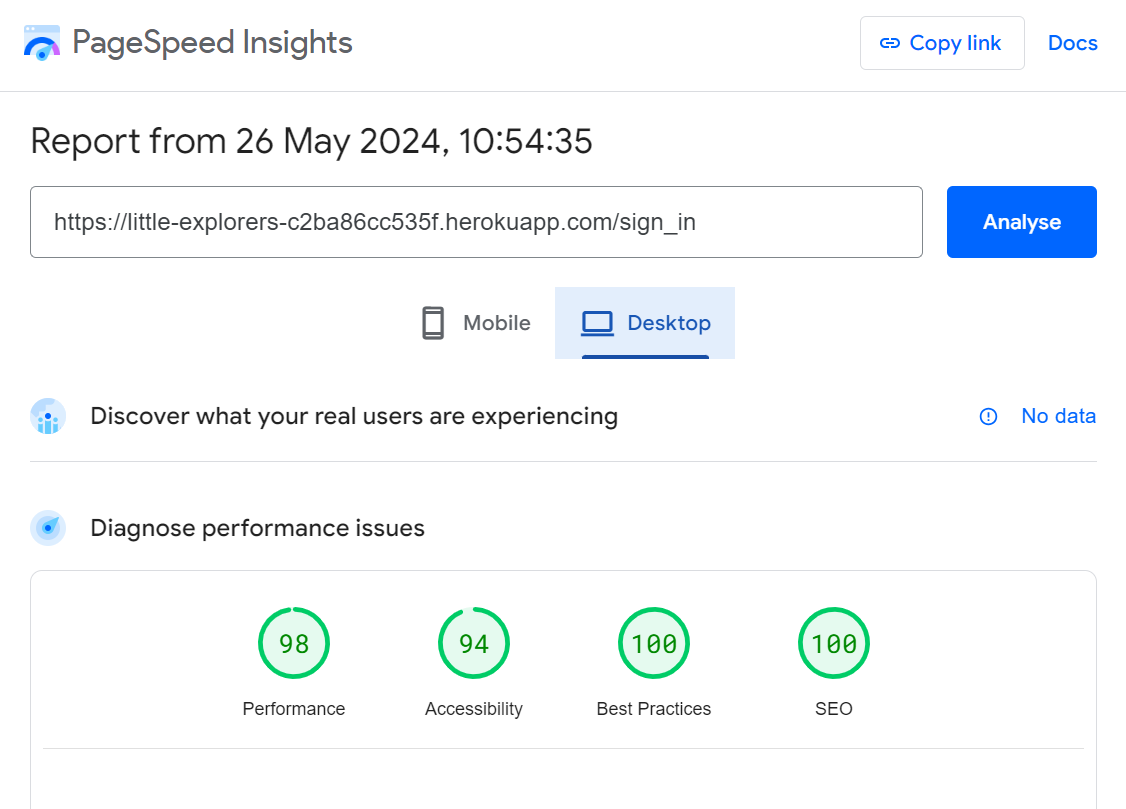 PageSpeed Insights
Copy link
Docs
Report from 26 May 2024, 10:54:35
https://little-explorers-c2ba86cc535f.herokuapp.com/sign_in
Analyse
Mobile
Desktop
Discover what your real users are experiencing
No data
Diagnose performance issues
98
94
100
100
Performance
Accessibility
Best Practices
SEO